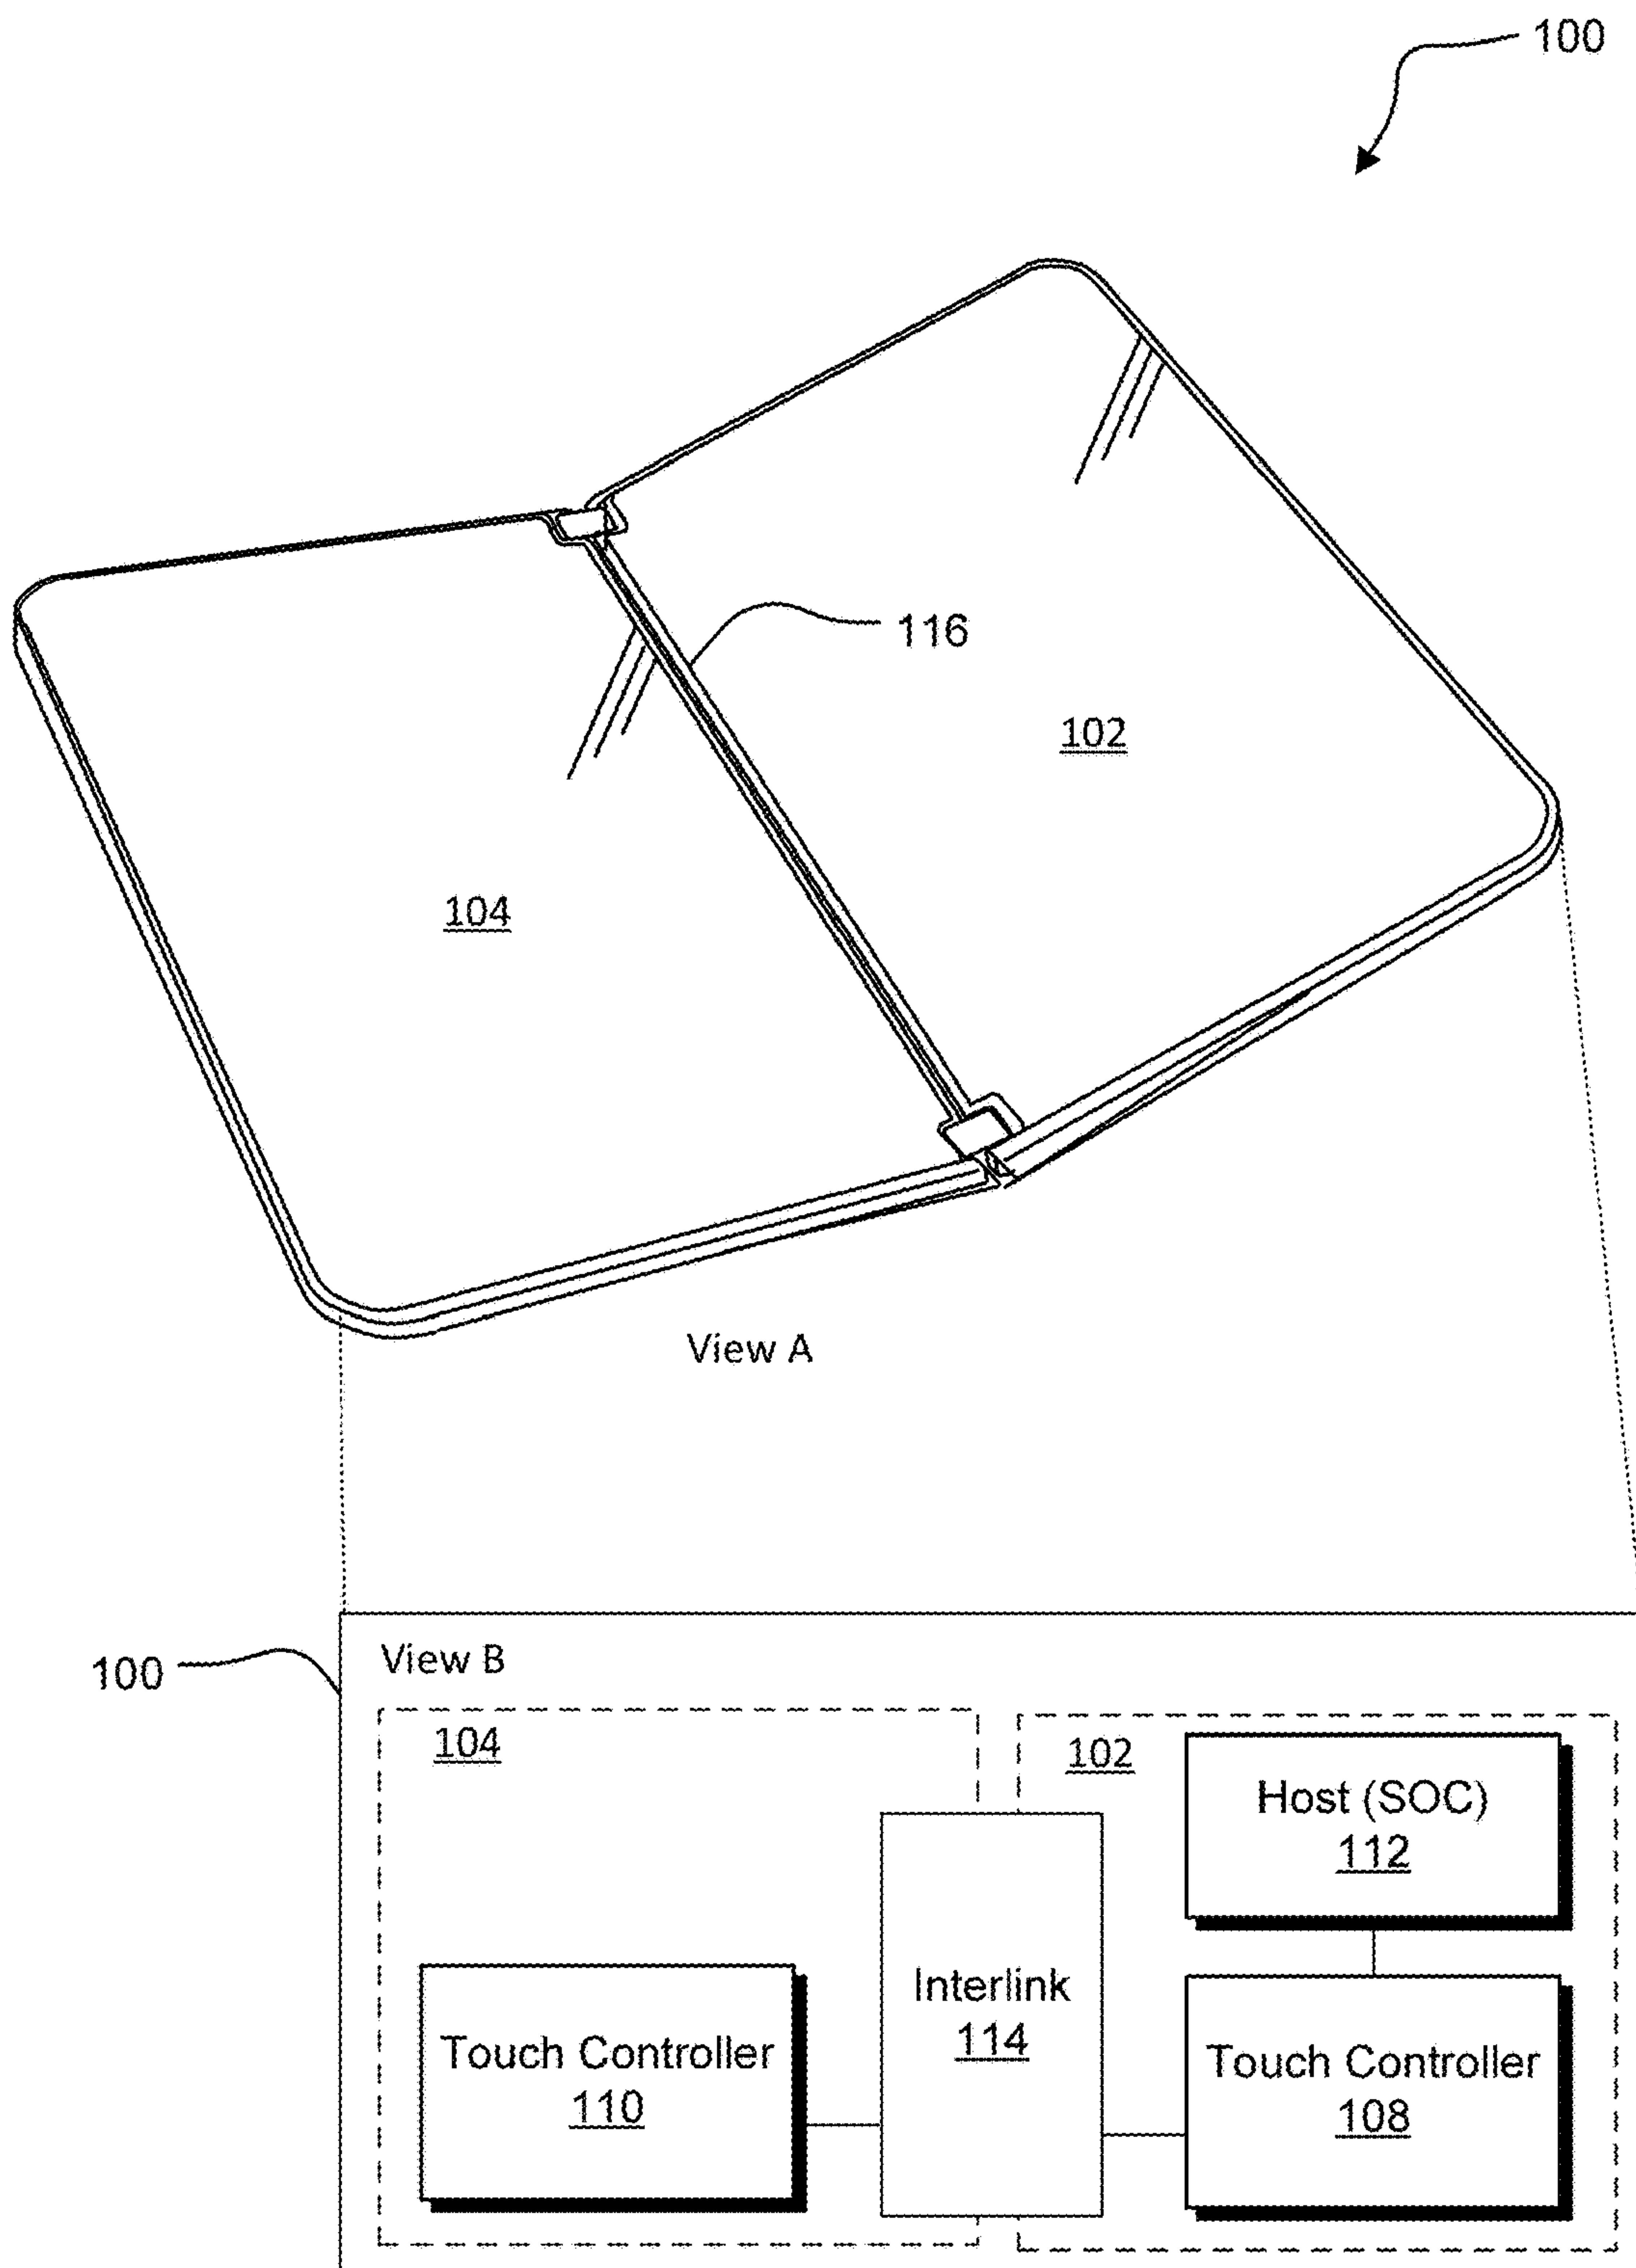 100
116
102
104
View A
100
View B
104
102
Host (SOC)
112
Interlink
114
Touch Controller
110
Touch Controller
108